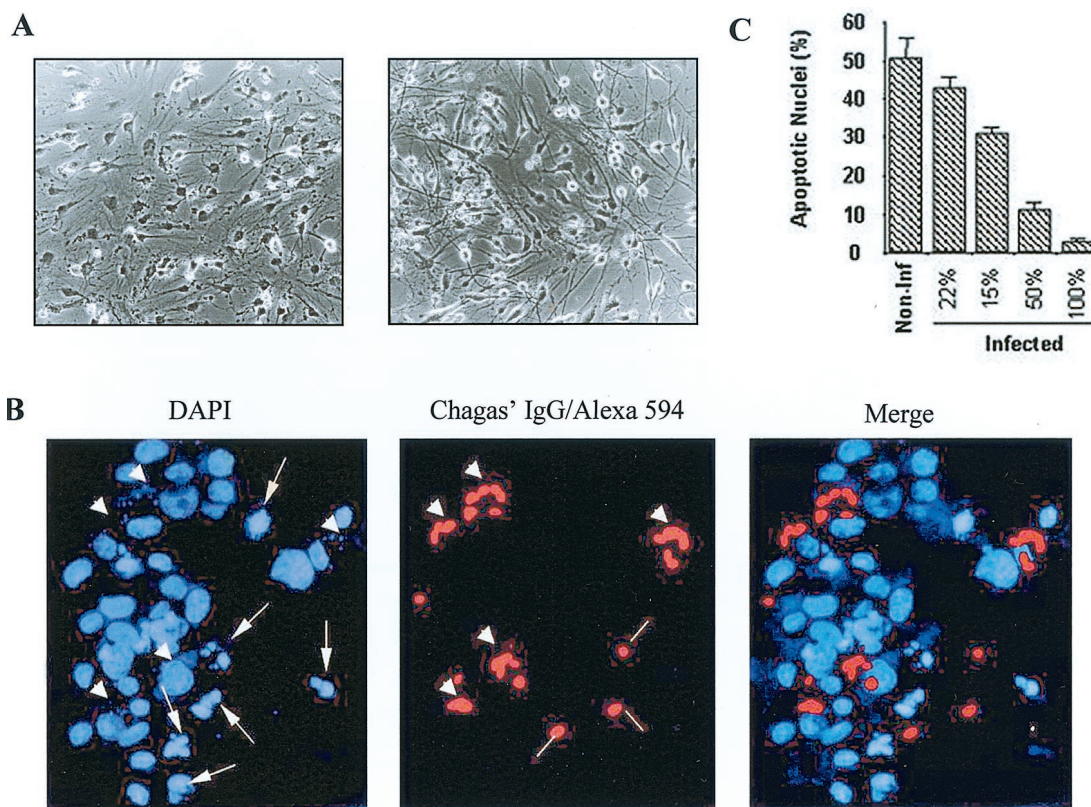 A
C
60
50
40
30
20
10
0
Apoptotic Nuclei (%)
Non-Inf
22%
15%
50%
100%
Infected
B
DAPI
Chagas' IgG/Alexa 594
Merge